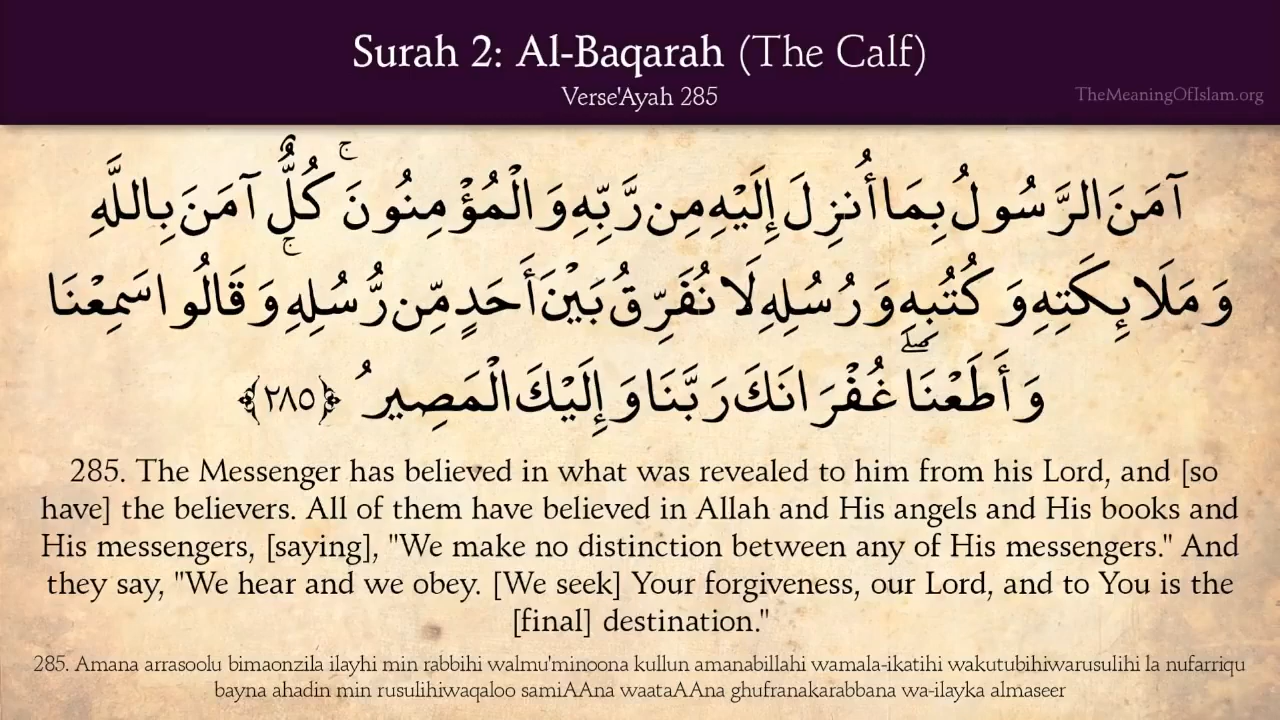 Surah 2: Al-Baqarah (The Calf)
Verse'Ayah 285
TheMeaningOfIslam.org
آمَنَ الرَّسُولُ بِمَا أُنزِلَ إِلَيْهِ مِن رَّبِّهِ وَالْمُؤْمِنُونَ ۚ كُلٌّ آمَنَ بِاللَّهِ
وَمَلَائِكَتِهِ وَكُتُبِهِ وَرُسُلِهِ لَا نُفَرِّقُ بَيْنَ أَحَدٍ مِّن رُّسُلِهِ ۚ وَقَالُوا سَمِعْنَا
وَأَطَعْنَا ۖ غُفْرَانَكَ رَبَّنَا وَإِلَيْكَ الْمَصِيرُ ﴿٢٨٥﴾
285. The Messenger has believed in what was revealed to him from his Lord, and [so
have] the believers. All of them have believed in Allah and His angels and His books and
His messengers, [saying], "We make no distinction between any of His messengers." And
they say, "We hear and we obey. [We seek] Your forgiveness, our Lord, and to You is the
[final] destination."
285. Amana arrasoolu bimaonzila ilayhi min rabbihi walmu'minoona kullun amanabillahi wamala-ikatihi wakutubihiwarusulihi la nufarriqu
bayna ahadin min rusulihiwaqaloo samiAAna waataAAna ghufranakarabbana wa-ilayka almaseer